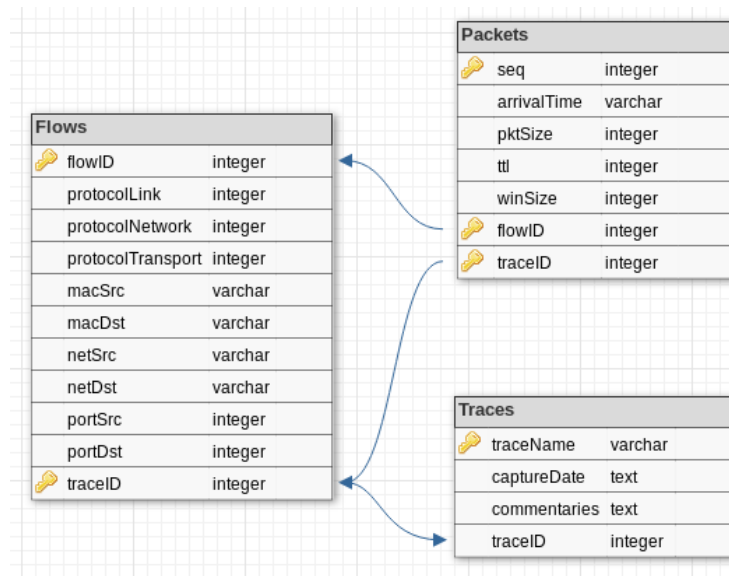 Packets
seq integer
arrivalTime varchar
pktSize integer
ttl integer
winSize integer
flowID integer
traceID integer
Flows
flowID integer
protocolLink integer
protocolNetwork integer
protocolTransport integer
macSrc varchar
macDst varchar
netSrc varchar
netDst varchar
portSrc integer
portDst integer
traceID integer
Traces
traceName varchar
captureDate text
commentaries text
traceID integer